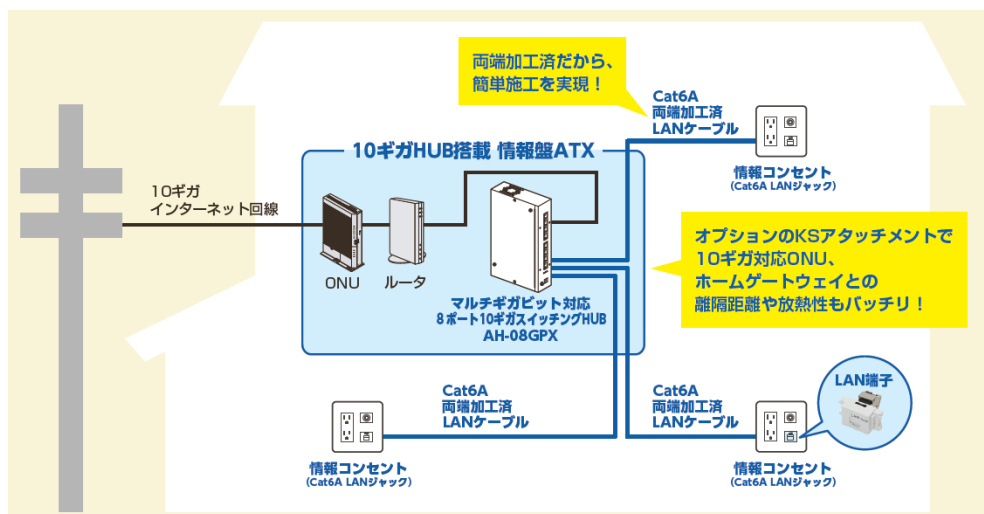 両端加工済だから、
簡単施工を実現！
Cat6A
両端加工済
LANケーブル
情報コンセント
(Cat6A LANジャック)
10ギガHUB搭載 情報盤ATX
10ギガ
インターネット回線
ONU
ルータ
マルチギガビット対応
8ポート10ギガスイッチングHUB
AH-08GPX
オプションのKSアタッチメントで
10ギガ対応ONU、
ホームゲートウェイとの
離隔距離や放熱性もバッチリ！
Cat6A
両端加工済
LANケーブル
情報コンセント
(Cat6A LANジャック)
Cat6A
両端加工済
LANケーブル
LAN端子
情報コンセント
(Cat6A LANジャック)